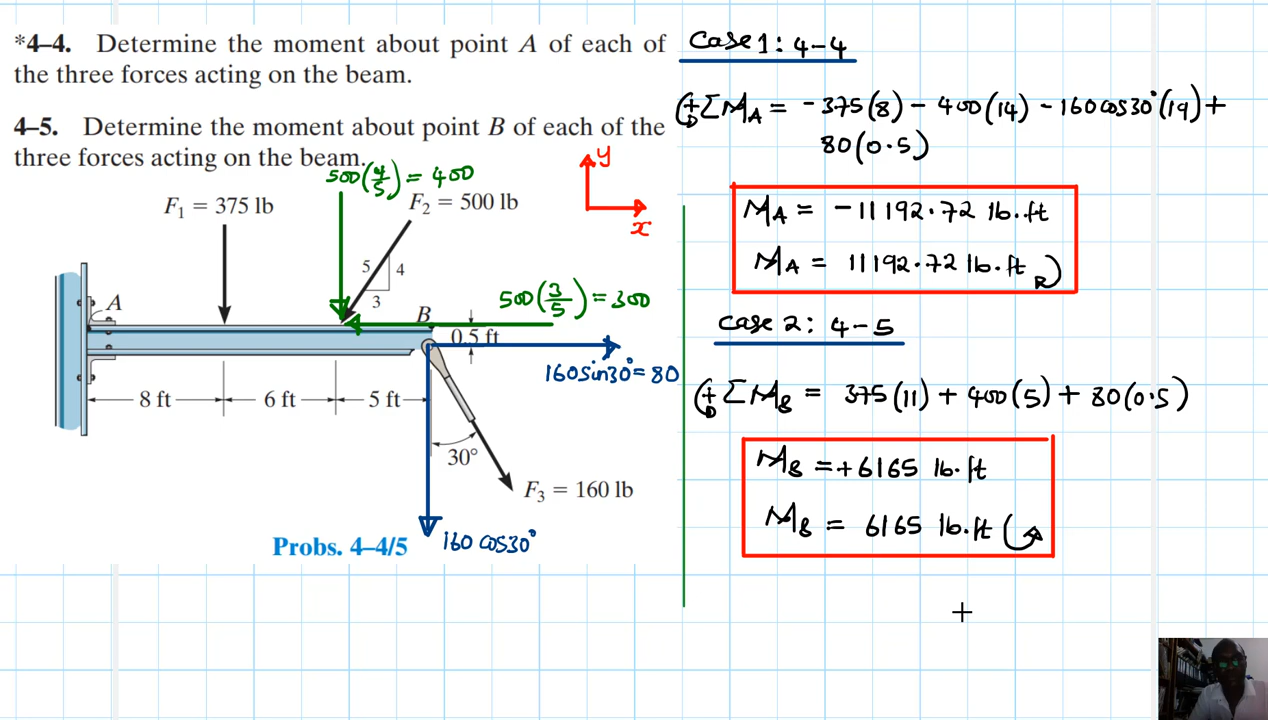 *4–4. Determine the moment about point A of each of
the three forces acting on the beam.
4–5. Determine the moment about point B of each of the
three forces acting on the beam.
500(4/5) = 400
F₁ = 375 lb
F₂ = 500 lb
y
x
5
4
3
500(3/5) = 300
A
B
0.5 ft
160sin30° = 80
8 ft
6 ft
5 ft
30°
F₃ = 160 lb
160 cos30°
Probs. 4–4/5
Case 1: 4-4
(+ ΣMA = -375(8) - 400(14) - 160cos30°(19) +
80(0.5)
MA = -11192.72 lb.ft
MA = 11192.72 lb.ft
Case 2: 4-5
(+ ΣMB = 375(11) + 400(5) + 80(0.5)
MB = +6165 lb.ft
MB = 6165 lb.ft
+